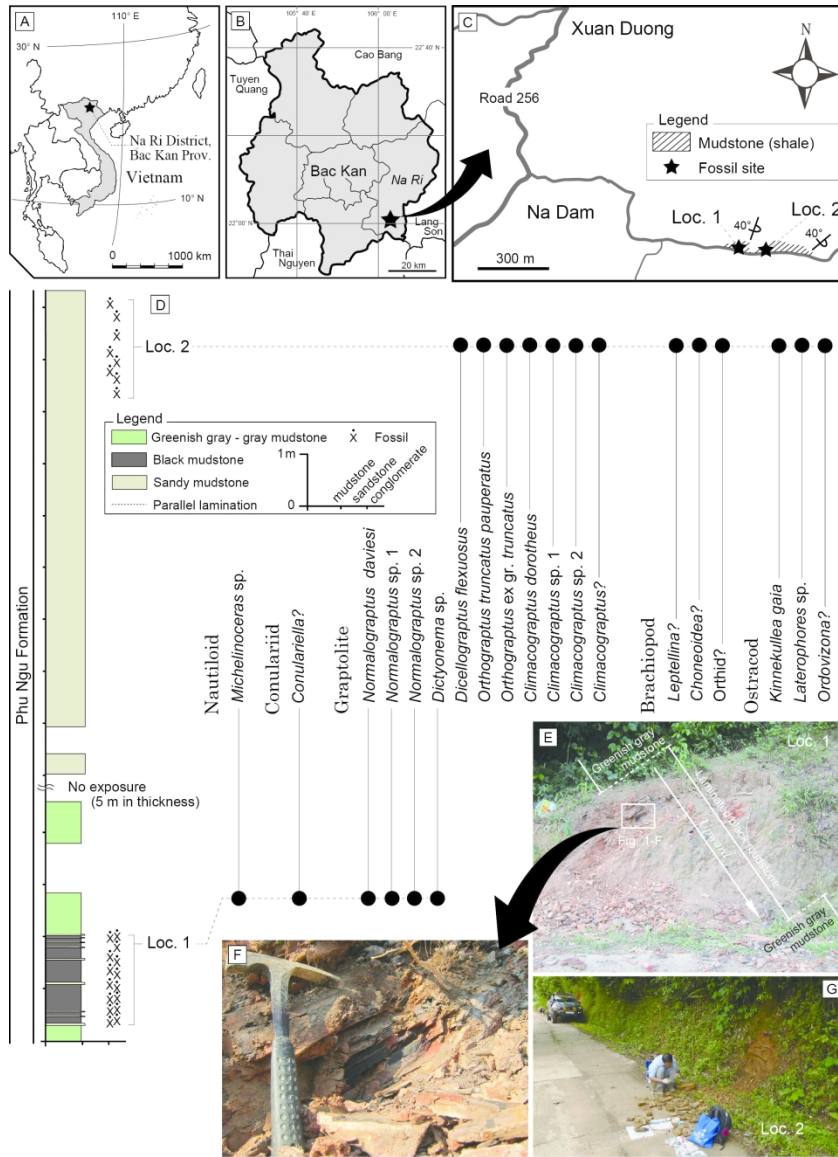 A
110° E
30° N
Na Ri District,
Bac Kan Prov.
Vietnam
10° N
0 1000 km
B
105° 40' E
106° 00' E
22° 40' N
Cao Bang
Tuyen
Quang
Bac Kan
Na Ri
22° 00' N
Lang
Son
Thai
Nguyen
20 km
C
Xuan Duong
N
Road 256
Legend
Mudstone (shale)
Fossil site
Na Dam
Loc. 1
Loc. 2
40°
40°
300 m
D
Phu Ngu Formation
Loc. 2
Legend
Greenish gray - gray mudstone
Black mudstone
Sandy mudstone
Parallel lamination
Fossil
1m
0
mudstone
sandstone
conglomerate
No exposure
(5 m in thickness)
Loc. 1
Nautiloid
Michelinoceras sp.
Conulariid
Conulariella?
Graptolite
Normalograptus daviesi
Normalograptus sp. 1
Normalograptus sp. 2
Dictyonema sp.
Dicellograptus flexuosus
Orthograptus truncatus pauperatus
Orthograptus ex gr. truncatus
Climacograptus dorotheus
Climacograptus sp. 1
Climacograptus sp. 2
Climacograptus?
Brachiopod
Leptellina?
Choneoidea?
Orthid?
Ostracod
Kinnekullea gaia
Laterophores sp.
Ordovizona?
E
Loc. 1
Greenish gray
mudstone
Fig. 1-F
Greenish gray
mudstone
F
G
Loc. 2